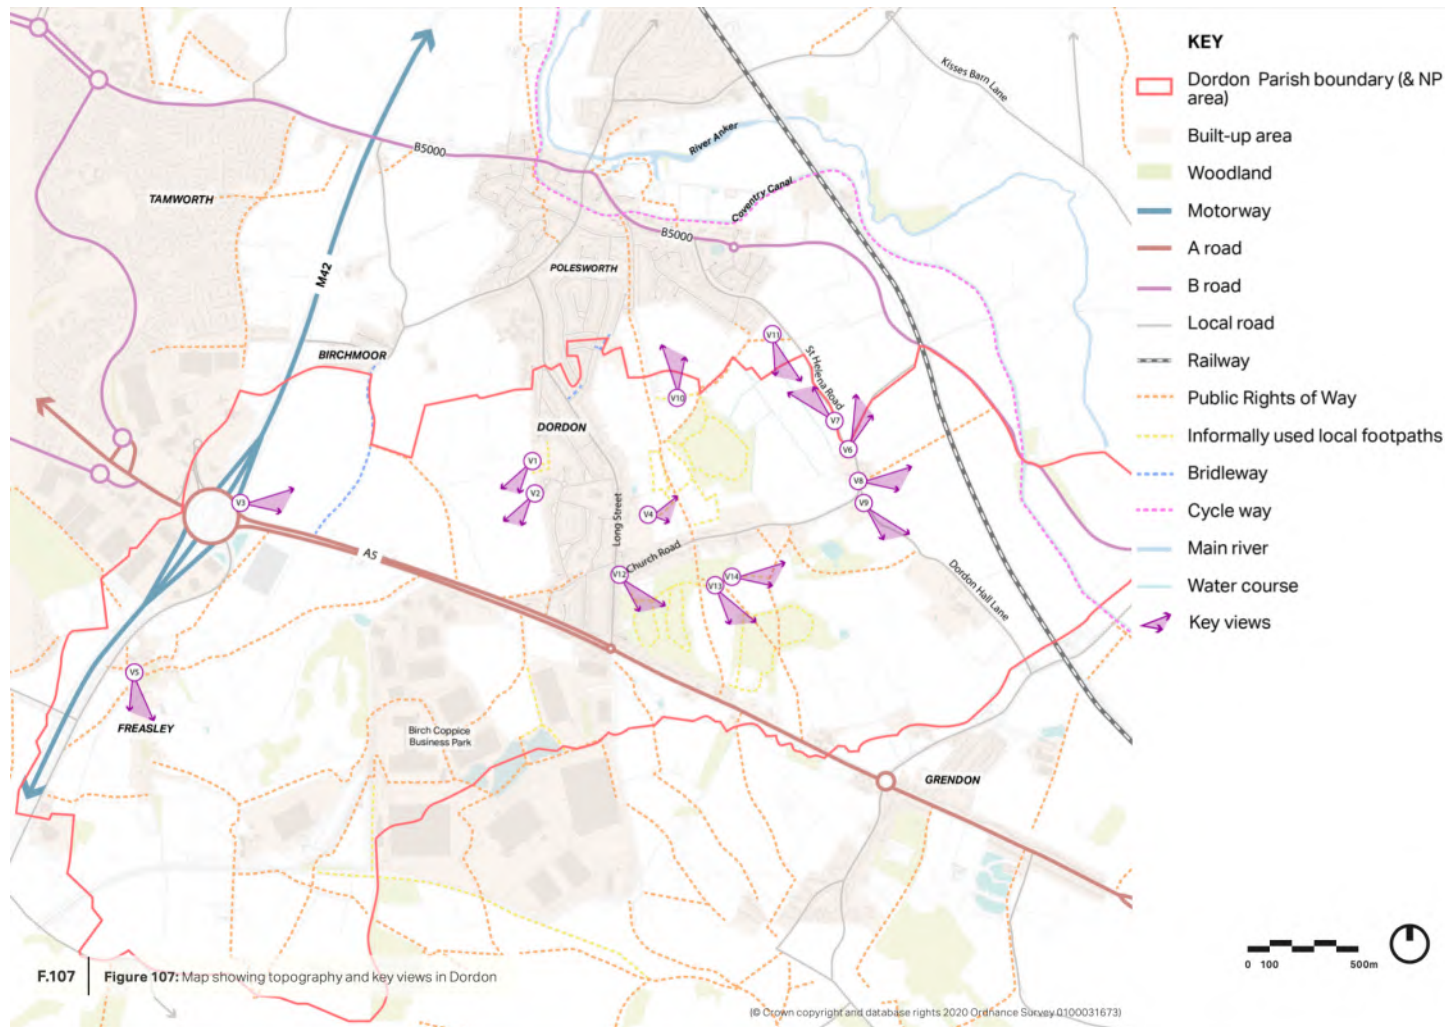 KEY
Dordon Parish boundary (& NP
area)
Built-up area
Woodland
Motorway
A road
B road
Local road
Railway
Public Rights of Way
Informally used local footpaths
Bridleway
Cycle way
Main river
Water course
Key views
Kisses Barn Lane
River Anker
B5000
Coventry Canal
TAMWORTH
B5000
M42
POLESWORTH
BIRCHMOOR
V11
St Helena Road
V10
V7
DORDON
V6
V1
V8
V2
V3
V9
Long Street
V4
A5
Church Road
V12
V14
V13
Dordon Hall Lane
V5
FREASLEY
Birch Coppice
Business Park
GRENDON
0 100 500m
F.107
Figure 107: Map showing topography and key views in Dordon
(© Crown copyright and database rights 2020 Ordnance Survey 0100031673)